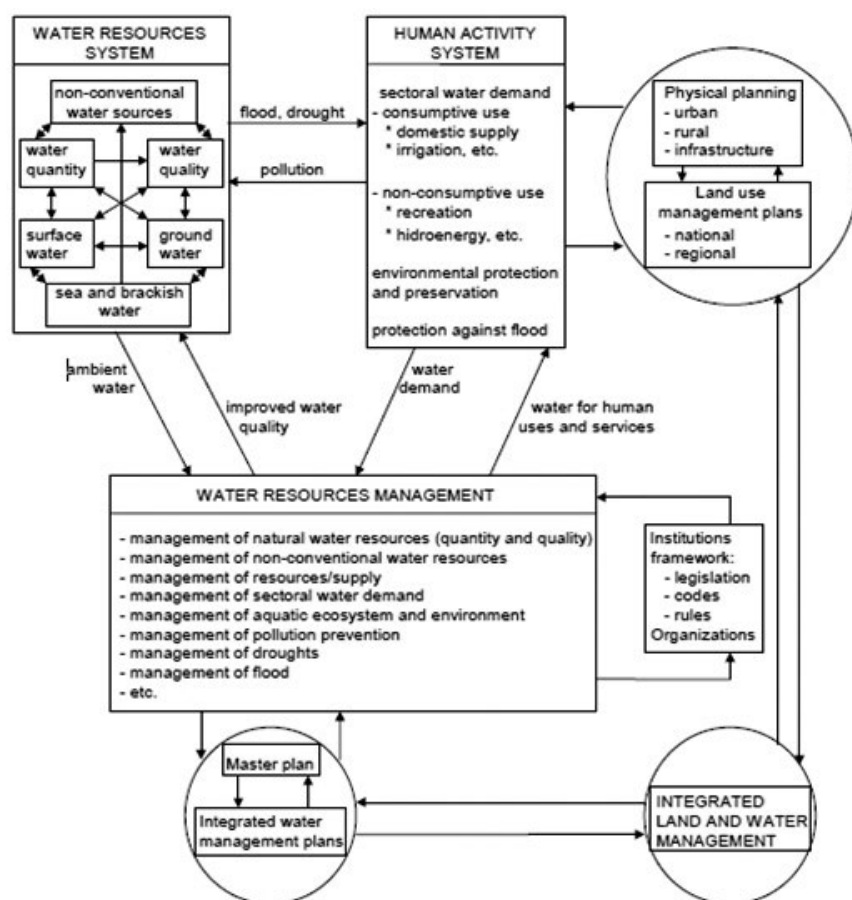 WATER RESOURCES
SYSTEM
non-conventional
water sources
water
quantity
water
quality
surface
water
ground
water
sea and brackish
water
flood, drought
pollution
HUMAN ACTIVITY
SYSTEM
sectoral water demand
- consumptive use
* domestic supply
* irrigation, etc.
- non-consumptive use
* recreation
* hidroenergy, etc.
environmental protection
and preservation
protection against flood
Physical planning
- urban
- rural
- infrastructure
Land use
management plans
- national
- regional
ambient
water
improved water
quality
water
demand
water for human
uses and services
WATER RESOURCES MANAGEMENT
- management of natural water resources (quantity and quality)
- management of non-conventional water resources
- management of resources/supply
- management of sectoral water demand
- management of aquatic ecosystem and environment
- management of pollution prevention
- management of droughts
- management of flood
- etc.
Institutions
framework:
- legislation
- codes
- rules
Organizations
Master plan
Integrated water
management plans
INTEGRATED
LAND AND WATER
MANAGEMENT